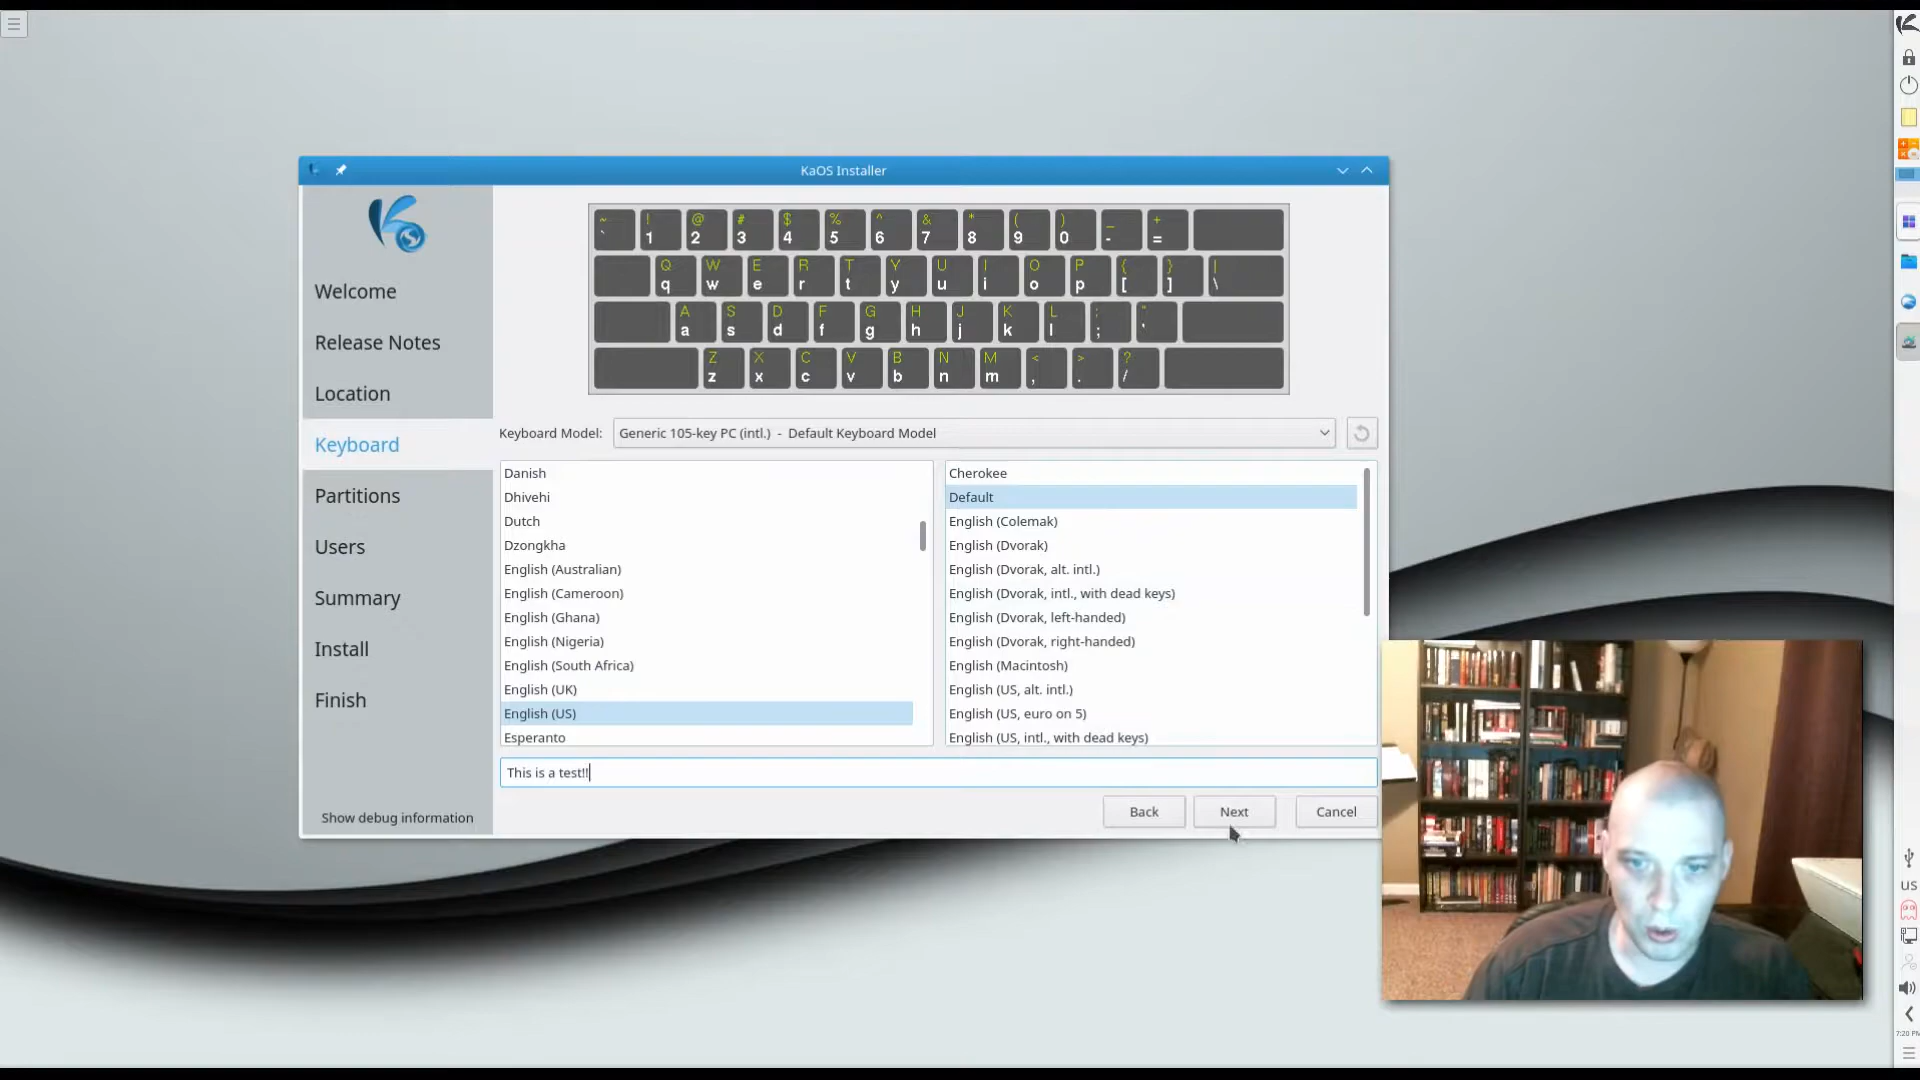 KaOS Installer
Welcome
Release Notes
Location
Keyboard
Partitions
Users
Summary
Install
Finish
Show debug information
~ ! @ # $ % ^ & * ( ) _ +
` 1 2 3 4 5 6 7 8 9 0 - =
Q W E R T Y U I O P { } |
q w e r t y u i o p [ ] \
A S D F G H J K L : "
a s d f g h j k l ; '
Z X C V B N M < > ?
z x c v b n m , . /
Keyboard Model: Generic 105-key PC (intl.) - Default Keyboard Model
Danish
Dhivehi
Dutch
Dzongkha
English (Australian)
English (Cameroon)
English (Ghana)
English (Nigeria)
English (South Africa)
English (UK)
English (US)
Esperanto
Cherokee
Default
English (Colemak)
English (Dvorak)
English (Dvorak, alt. intl.)
English (Dvorak, intl., with dead keys)
English (Dvorak, left-handed)
English (Dvorak, right-handed)
English (Macintosh)
English (US, alt. intl.)
English (US, euro on 5)
English (US, intl., with dead keys)
This is a test!!
Back
Next
Cancel
US
7:20 PM